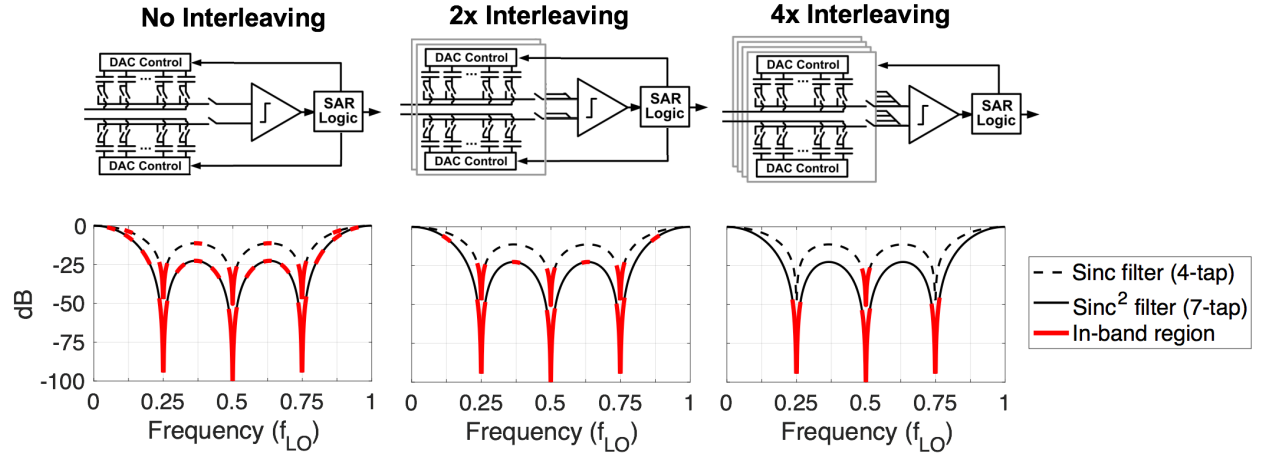 No Interleaving
2x Interleaving
4x Interleaving
DAC Control
...
...
DAC Control
SAR
Logic
DAC Control
...
...
DAC Control
SAR
Logic
DAC Control
...
...
DAC Control
SAR
Logic
dB
0
-25
-50
-75
-100
0
0.25
0.5
0.75
1
Frequency (f_LO)
0
0.25
0.5
0.75
1
Frequency (f_LO)
0
0.25
0.5
0.75
1
Frequency (f_LO)
Sinc filter (4-tap)
Sinc² filter (7-tap)
In-band region